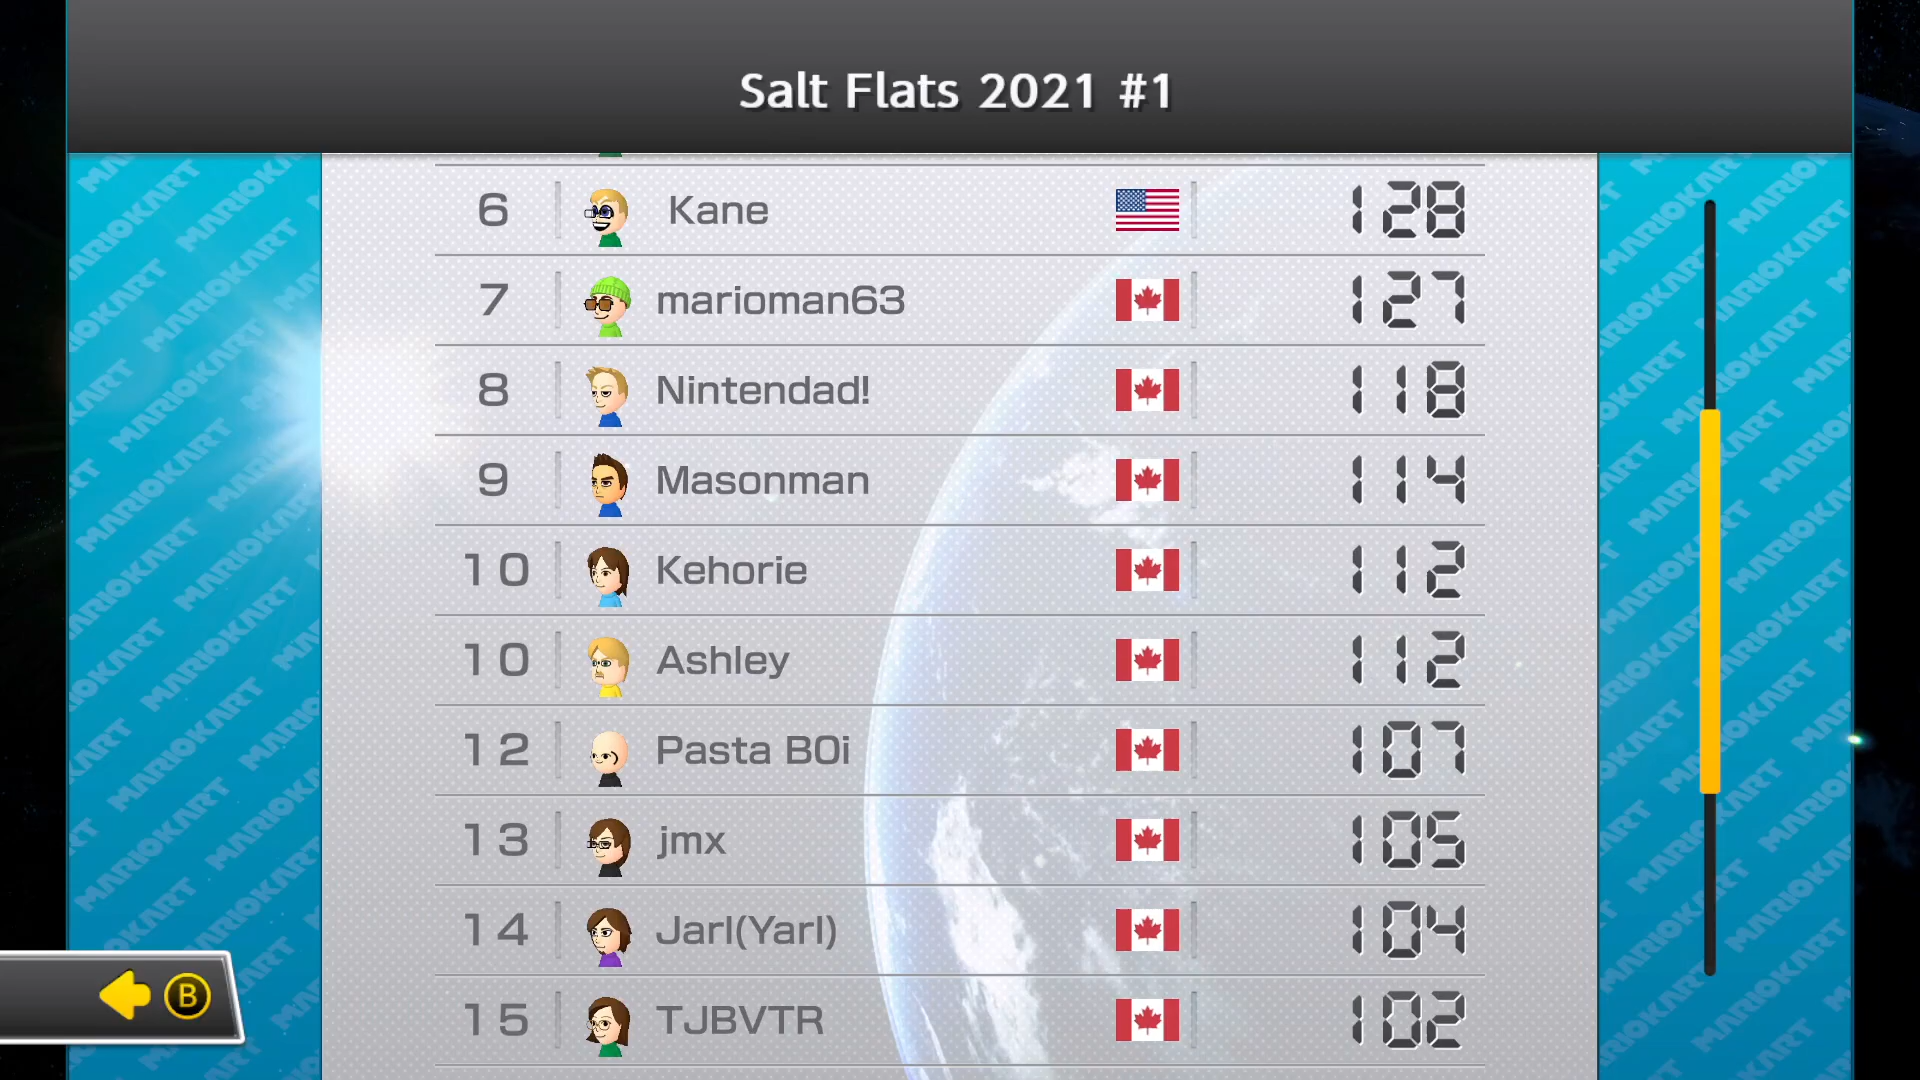 Salt Flats 2021 #1
6 Kane 128
7 marioman63 127
8 Nintendad! 118
9 Masonman 114
10 Kehorie 112
10 Ashley 112
12 Pasta B0i 107
13 jmx 105
14 Jarl(Yarl) 104
15 TJBVTR 102
B
MARIOKART